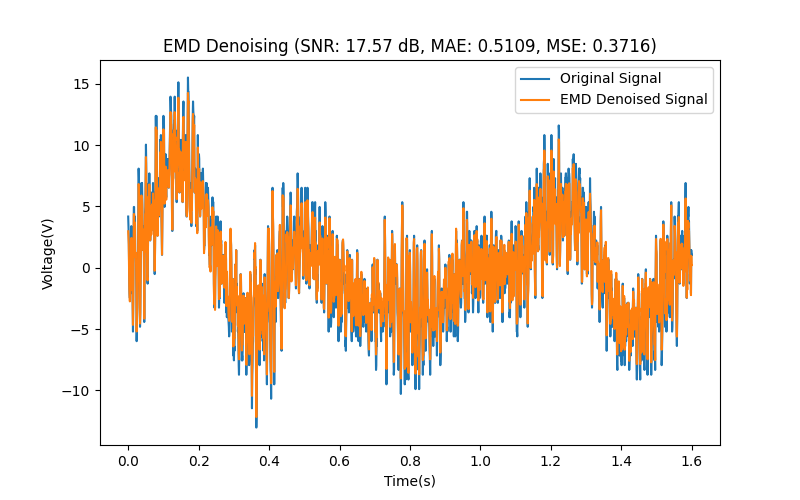 EMD Denoising (SNR: 17.57 dB, MAE: 0.5109, MSE: 0.3716)
Original Signal
EMD Denoised Signal
15
10
5
0
−5
−10
Voltage(V)
0.0 0.2 0.4 0.6 0.8 1.0 1.2 1.4 1.6
Time(s)